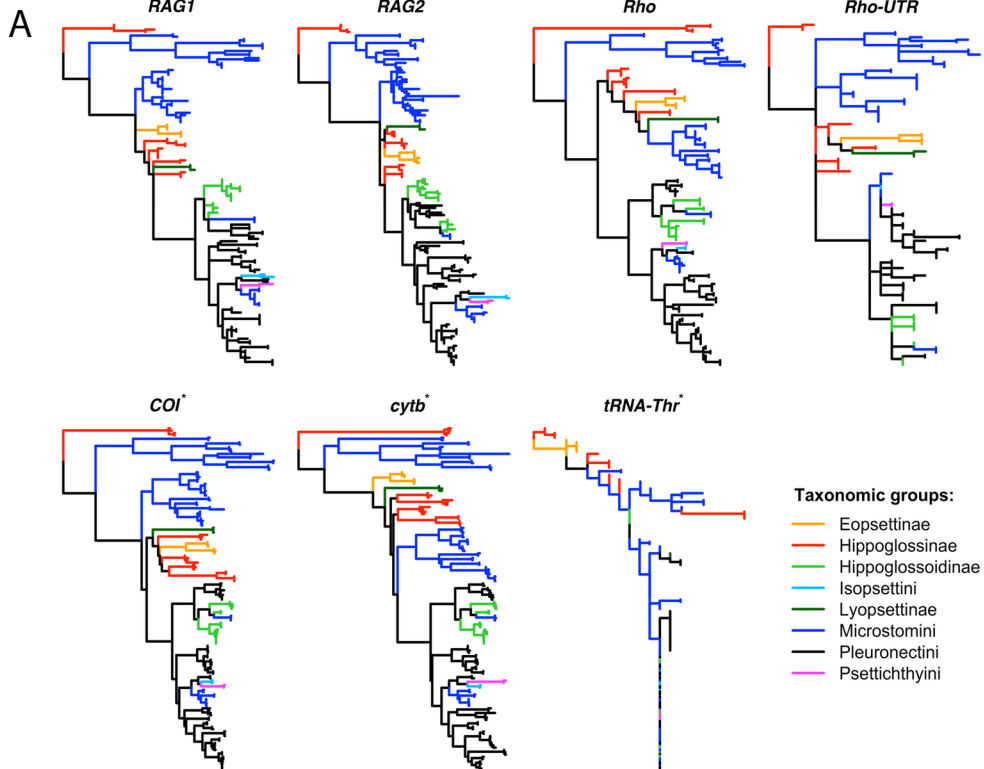 A
RAG1 RAG2 Rho Rho-UTR
COI* cytb* tRNA-Thr*
Taxonomic groups:
Eopsettinae
Hippoglossinae
Hippoglossoidinae
Isopsettini
Lyopsettinae
Microstomini
Pleuronectini
Psettichthyini